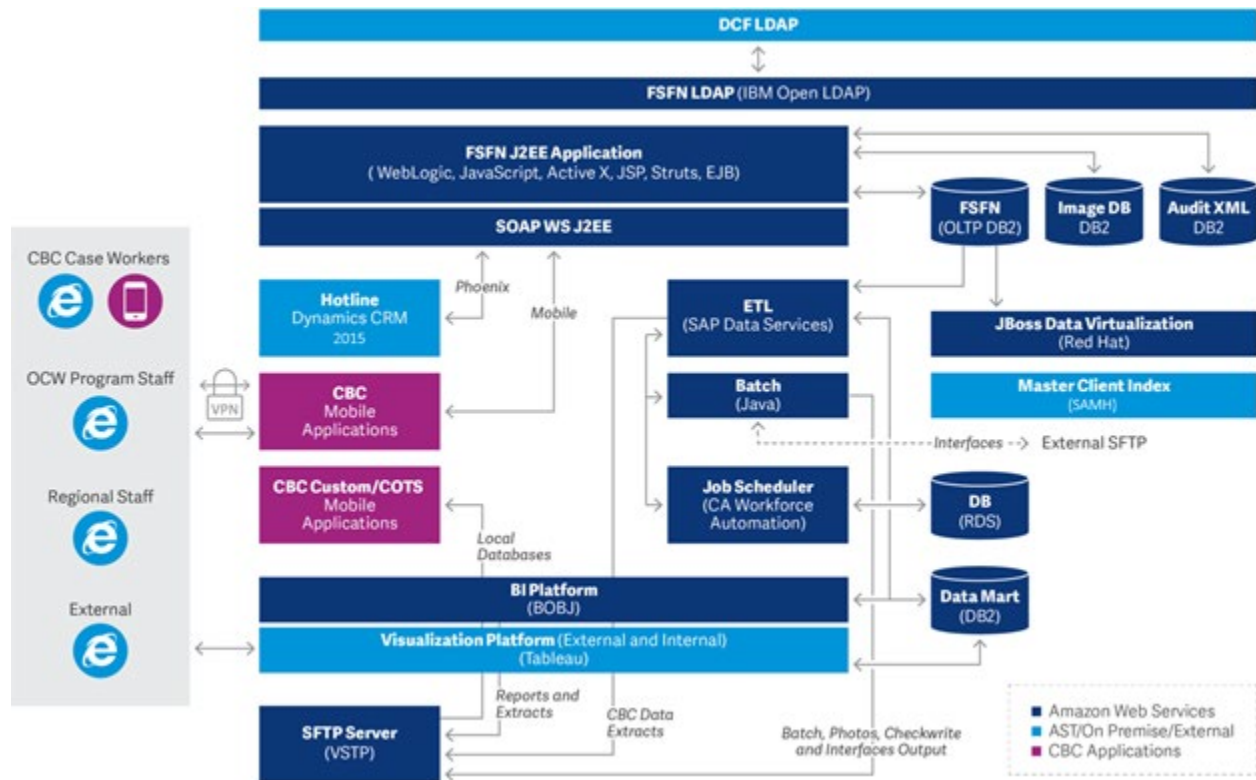 DCF LDAP
FSFN LDAP (IBM Open LDAP)
FSFN J2EE Application
( WebLogic, JavaScript, Active X, JSP, Struts, EJB)
SOAP WS J2EE
FSFN
(OLTP DB2)
Image DB
DB2
Audit XML
DB2
CBC Case Workers
OCW Program Staff
Regional Staff
External
VPN
Hotline
Dynamics CRM
2015
Phoenix
Mobile
CBC
Mobile
Applications
CBC Custom/COTS
Mobile
Applications
Local
Databases
ETL
(SAP Data Services)
Batch
(Java)
Job Scheduler
(CA Workforce
Automation)
JBoss Data Virtualization
(Red Hat)
Master Client Index
(SAMH)
Interfaces
External SFTP
DB
(RDS)
BI Platform
(BOBJ)
Data Mart
(DB2)
Visualization Platform (External and Internal)
(Tableau)
Reports and
Extracts
CBC Data
Extracts
Batch, Photos, Checkwrite
and Interfaces Output
SFTP Server
(VSTP)
Amazon Web Services
AST/On Premise/External
CBC Applications